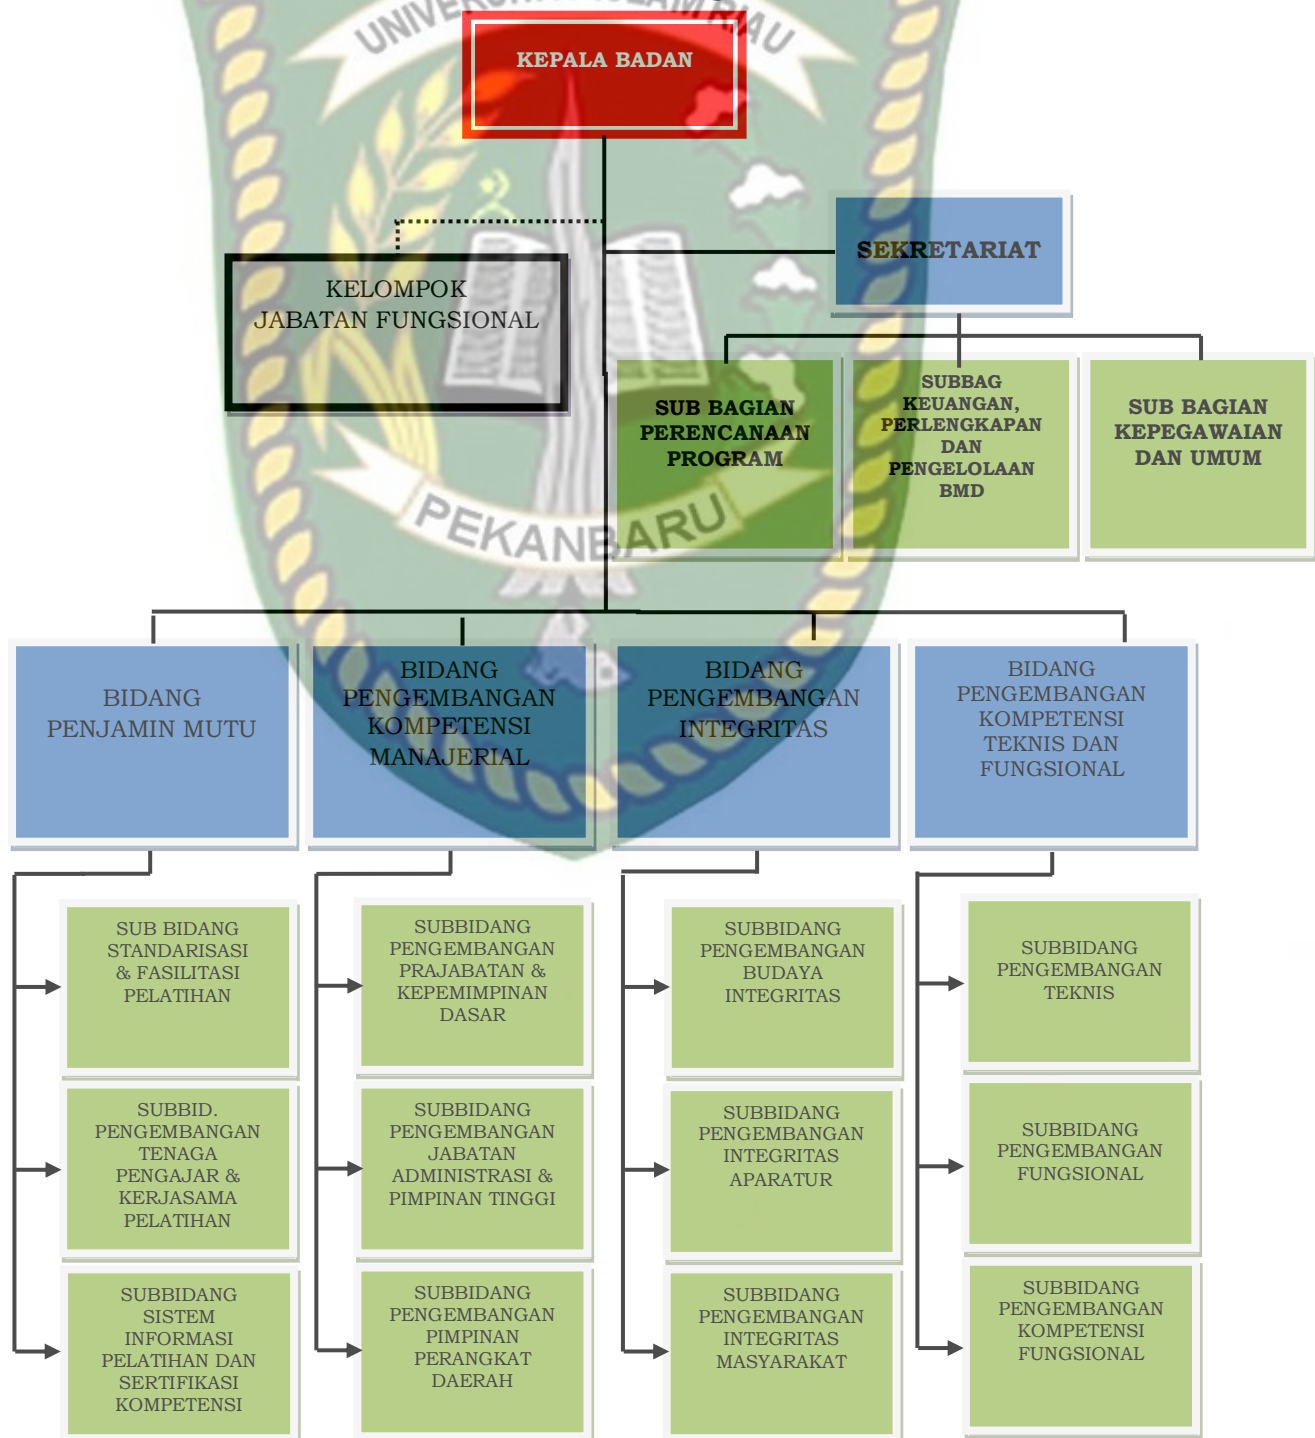 UNIVERSITAS ISLAM RIAU
KEPALA BADAN
SEKRETARIAT
KELOMPOK
JABATAN FUNGSIONAL
SUB BAGIAN
PERENCANAAN
PROGRAM
SUBBAG
KEUANGAN,
PERLENGKAPAN
DAN
PENGELOLAAN
BMD
SUB BAGIAN
KEPEGAWAIAN
DAN UMUM
PEKANBARU
BIDANG
PENJAMIN MUTU
BIDANG
PENGEMBANGAN
KOMPETENSI
MANAJERIAL
BIDANG
PENGEMBANGAN
INTEGRITAS
BIDANG
PENGEMBANGAN
KOMPETENSI
TEKNIS DAN
FUNGSIONAL
SUB BIDANG
STANDARISASI
& FASILITASI
PELATIHAN
SUBBIDANG
PENGEMBANGAN
PRAJABATAN &
KEPEMIMPINAN
DASAR
SUBBIDANG
PENGEMBANGAN
BUDAYA
INTEGRITAS
SUBBIDANG
PENGEMBANGAN
TEKNIS
SUBBID.
PENGEMBANGAN
TENAGA
PENGAJAR &
KERJASAMA
PELATIHAN
SUBBIDANG
PENGEMBANGAN
JABATAN
ADMINISTRASI &
PIMPINAN TINGGI
SUBBIDANG
PENGEMBANGAN
INTEGRITAS
APARATUR
SUBBIDANG
PENGEMBANGAN
FUNGSIONAL
SUBBIDANG
SISTEM
INFORMASI
PELATIHAN DAN
SERTIFIKASI
KOMPETENSI
SUBBIDANG
PENGEMBANGAN
PIMPINAN
PERANGKAT
DAERAH
SUBBIDANG
PENGEMBANGAN
INTEGRITAS
MASYARAKAT
SUBBIDANG
PENGEMBANGAN
KOMPETENSI
FUNGSIONAL